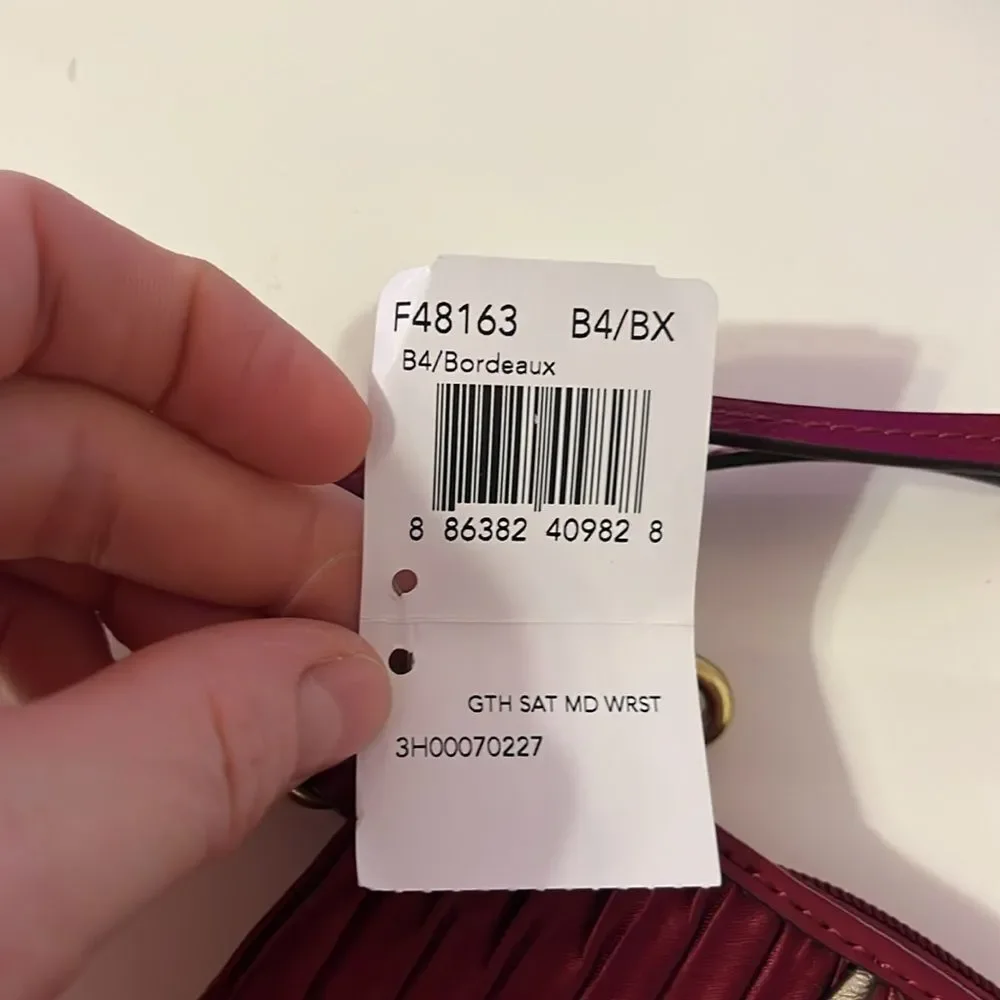 F48163 B4/BX
B4/Bordeaux
8 86382 40982 8
GTH SAT MD WRST
3H00070227